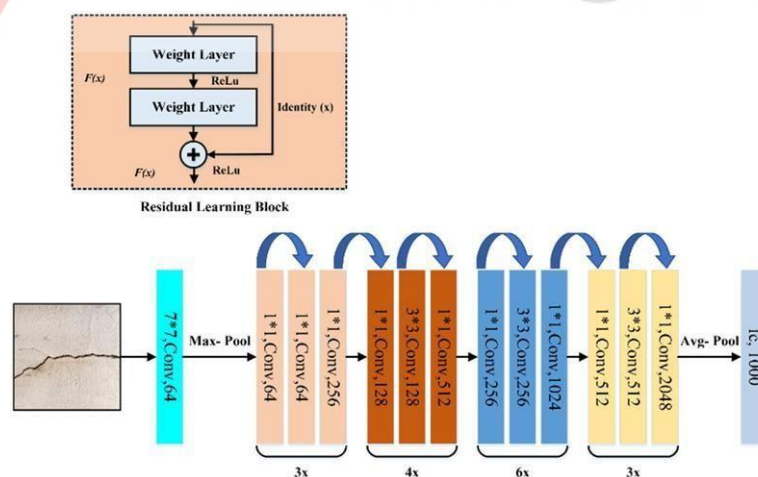 Weight Layer
F(x)
ReLu
Weight Layer
Identity (x)
F(x)
ReLu
Residual Learning Block
7*7,Conv,64
Max- Pool
1*1,Conv,64
1*1,Conv,64
1*1,Conv,256
1*1,Conv,128
3*3,Conv,128
1*1,Conv,512
1*1,Conv,256
3*3,Conv,256
1*1,Conv,1024
1*1,Conv,512
3*3,Conv,512
1*1,Conv,2048
Avg- Pool
1000
3x
4x
6x
3x